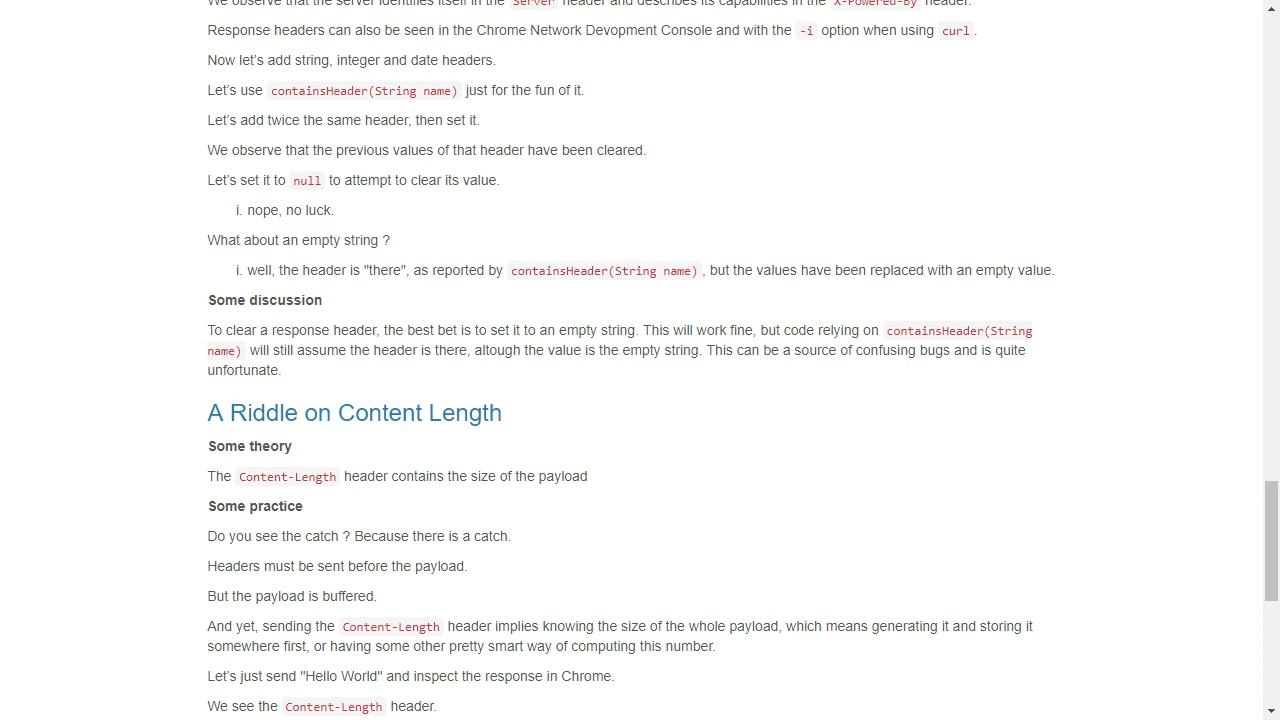 We observe that the server identifies itself in the Server header and describes its capabilities in the X-Powered-By header.
Response headers can also be seen in the Chrome Network Devopment Console and with the -i option when using curl.
Now let's add string, integer and date headers.
Let's use containsHeader(String name) just for the fun of it.
Let's add twice the same header, then set it.
We observe that the previous values of that header have been cleared.
Let's set it to null to attempt to clear its value.
i. nope, no luck.
What about an empty string ?
i. well, the header is "there", as reported by containsHeader(String name), but the values have been replaced with an empty value.
Some discussion
To clear a response header, the best bet is to set it to an empty string. This will work fine, but code relying on containsHeader(String
name) will still assume the header is there, altough the value is the empty string. This can be a source of confusing bugs and is quite
unfortunate.
A Riddle on Content Length
Some theory
The Content-Length header contains the size of the payload
Some practice
Do you see the catch ? Because there is a catch.
Headers must be sent before the payload.
But the payload is buffered.
And yet, sending the Content-Length header implies knowing the size of the whole payload, which means generating it and storing it
somewhere first, or having some other pretty smart way of computing this number.
Let's just send "Hello World" and inspect the response in Chrome.
We see the Content-Length header.